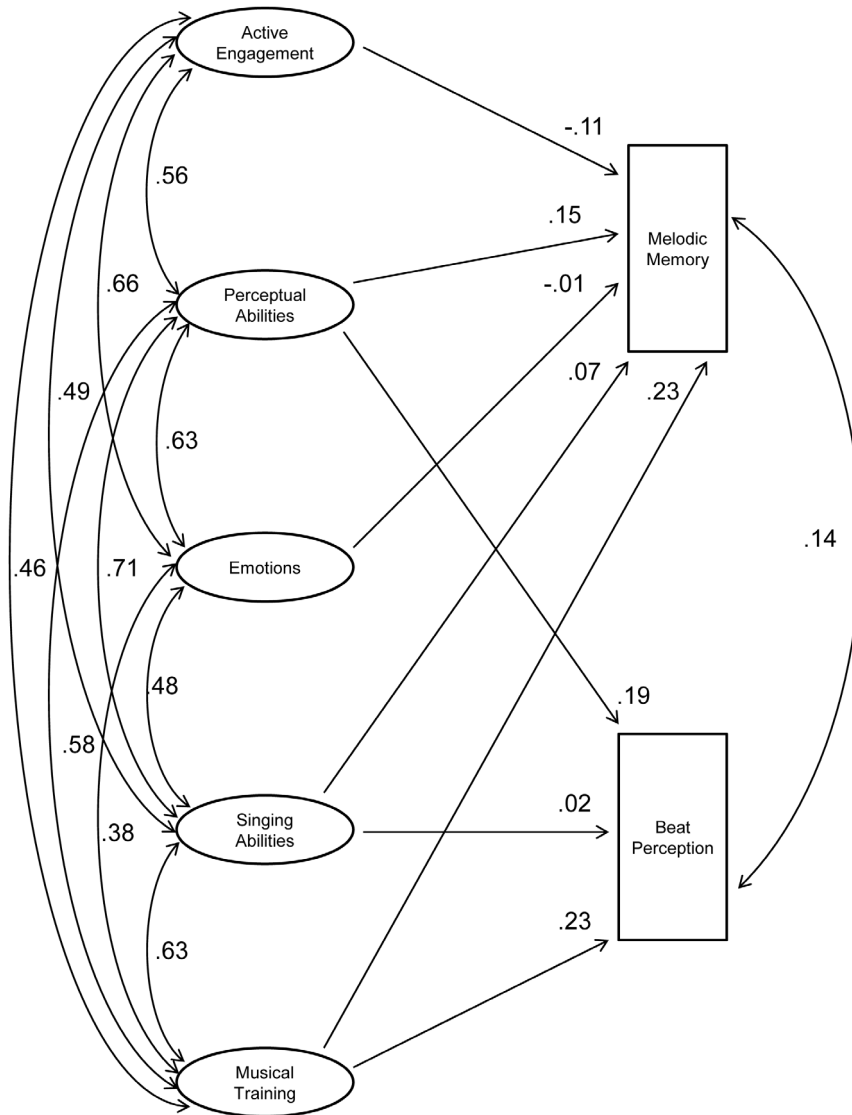 Active
Engagement
-.11
.56
.15
Melodic
Memory
.66
Perceptual
Abilities
-.01
.49
.07
.23
.63
.46
.71
Emotions
.14
.48
.19
.58
.02
.38
Singing
Abilities
Beat
Perception
.23
.63
Musical
Training